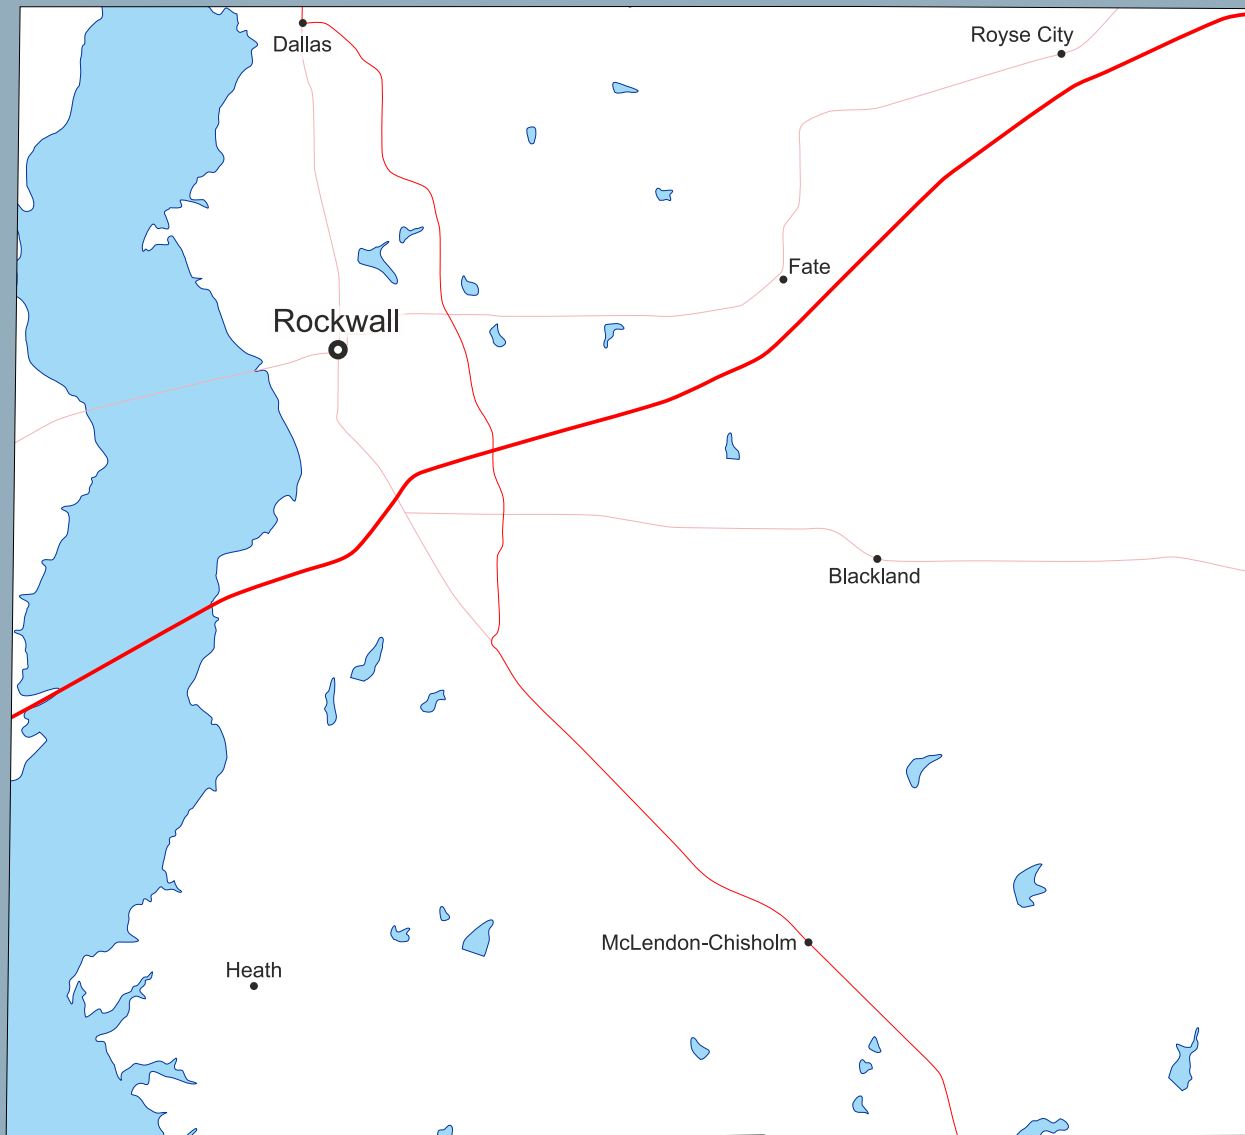 Royse City
Dallas
Fate
Rockwall
Blackland
McLendon-Chisholm
Heath